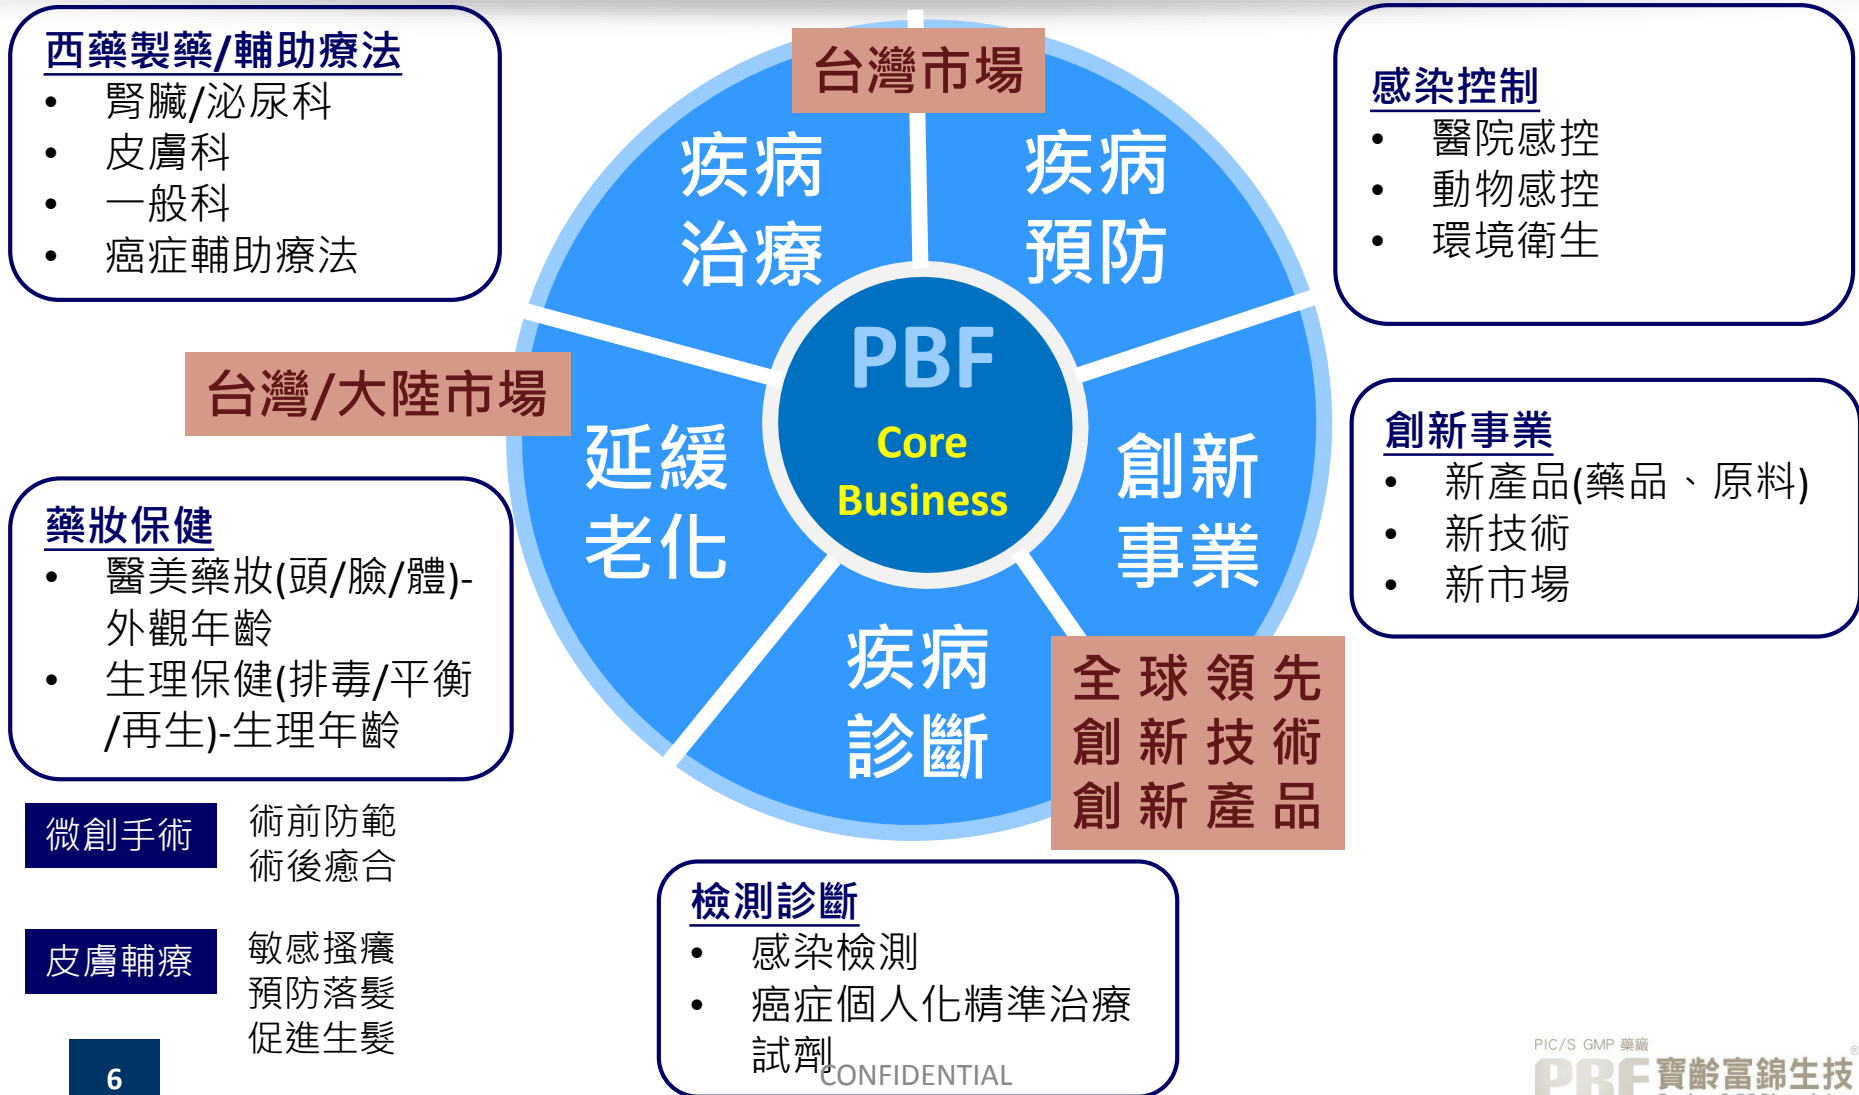 西藥製藥/輔助療法
• 腎臟/泌尿科
• 皮膚科
• 一般科
• 癌症輔助療法
台灣市場
疾病
治療
疾病
預防
感染控制
• 醫院感控
• 動物感控
• 環境衛生
台灣/大陸市場
PBF
Core
Business
延緩
老化
創新
事業
疾病
診斷
創新事業
• 新產品(藥品、原料)
• 新技術
• 新市場
全球領先
創新技術
創新產品
藥妝保健
• 醫美藥妝(頭/臉/體)-
外觀年齡
• 生理保健(排毒/平衡
/再生)-生理年齡
微創手術
術前防範
術後癒合
皮膚輔療
敏感搔癢
預防落髮
促進生髮
檢測診斷
• 感染檢測
• 癌症個人化精準治療
試劑
6
CONFIDENTIAL
PIC/S GMP 藥廠
PBF 寶齡富錦生技®